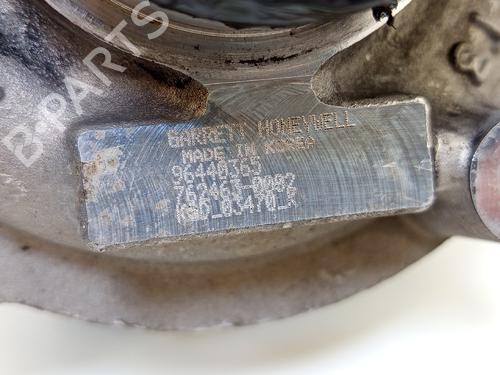 B-PARTS
GARRETT HONEYWELL
MADE IN KOREA
96440365
762463-0002